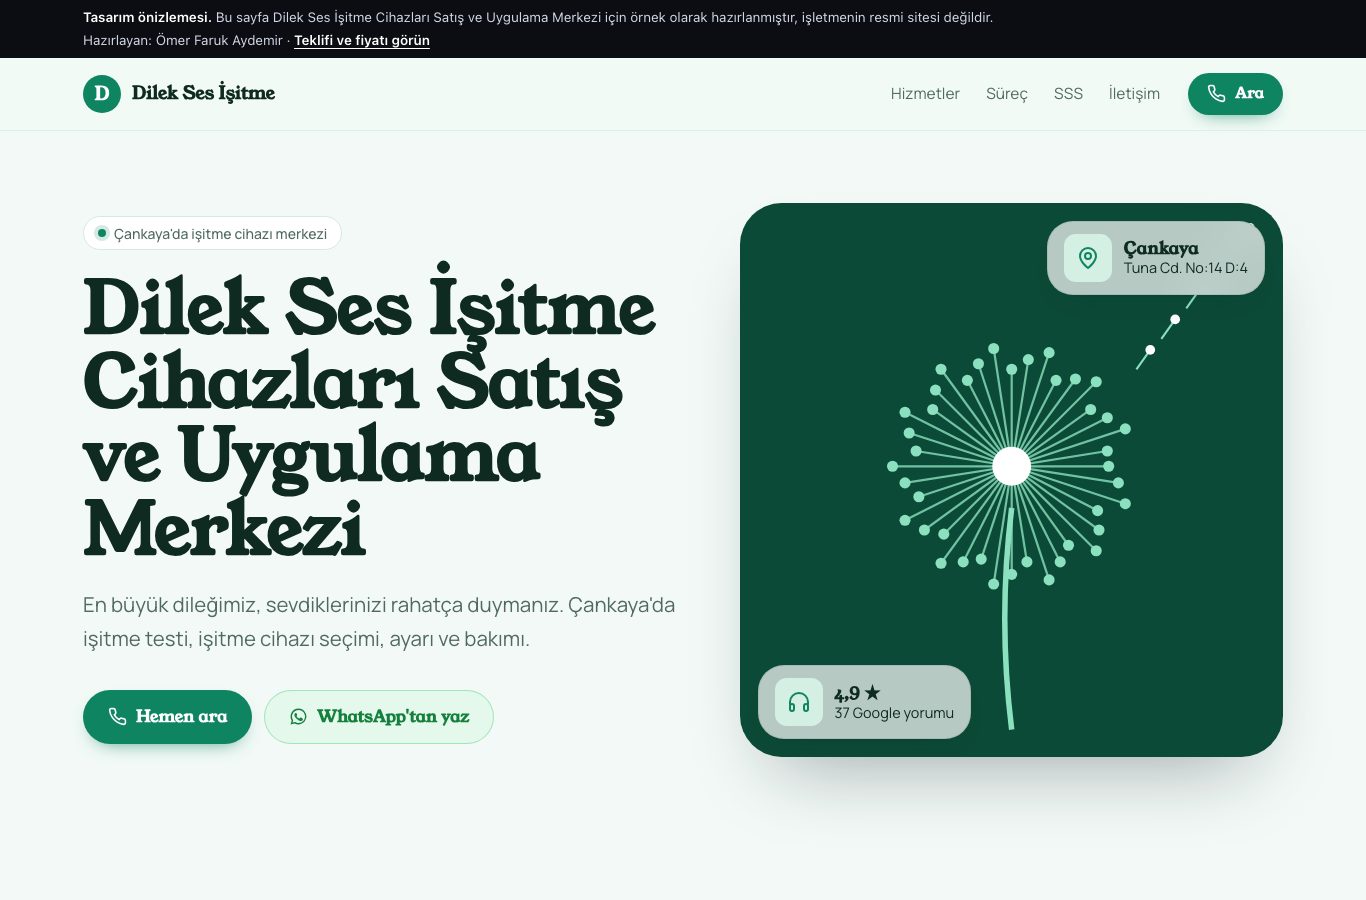 Tasarım önizlemesi. Bu sayfa Dilek Ses İşitme Cihazları Satış ve Uygulama Merkezi için örnek olarak hazırlanmıştır, işletmenin resmi sitesi değildir.
Hazırlayan: Ömer Faruk Aydemir · Teklifi ve fiyatı görün
D Dilek Ses İşitme
Hizmetler Süreç SSS İletişim Ara
Çankaya'da işitme cihazı merkezi
Dilek Ses İşitme
Cihazları Satış
ve Uygulama
Merkezi
En büyük dileğimiz, sevdiklerinizi rahatça duymanız. Çankaya'da
işitme testi, işitme cihazı seçimi, ayarı ve bakımı.
Hemen ara
WhatsApp'tan yaz
Çankaya
Tuna Cd. No:14 D:4
4,9 ★
37 Google yorumu